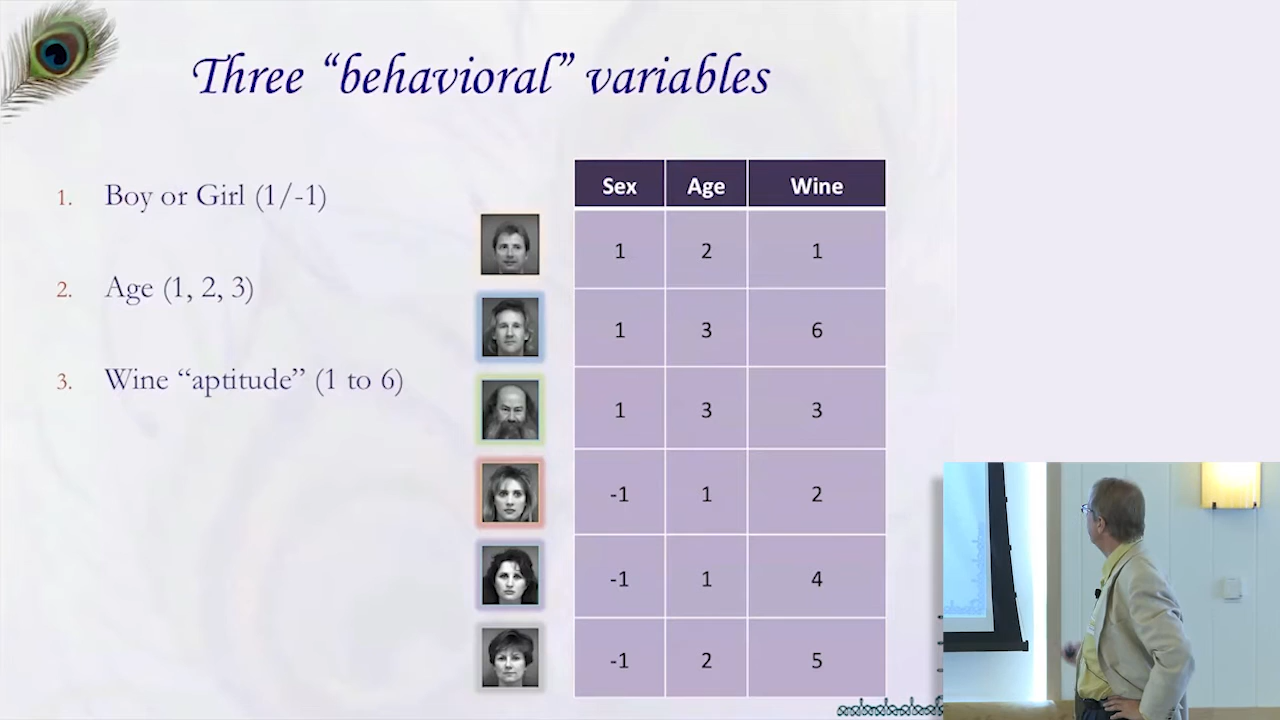 Three “behavioral” variables
1. Boy or Girl (1/-1)
2. Age (1, 2, 3)
3. Wine “aptitude” (1 to 6)
Sex Age Wine
1 2 1
1 3 6
1 3 3
-1 1 2
-1 1 4
-1 2 5